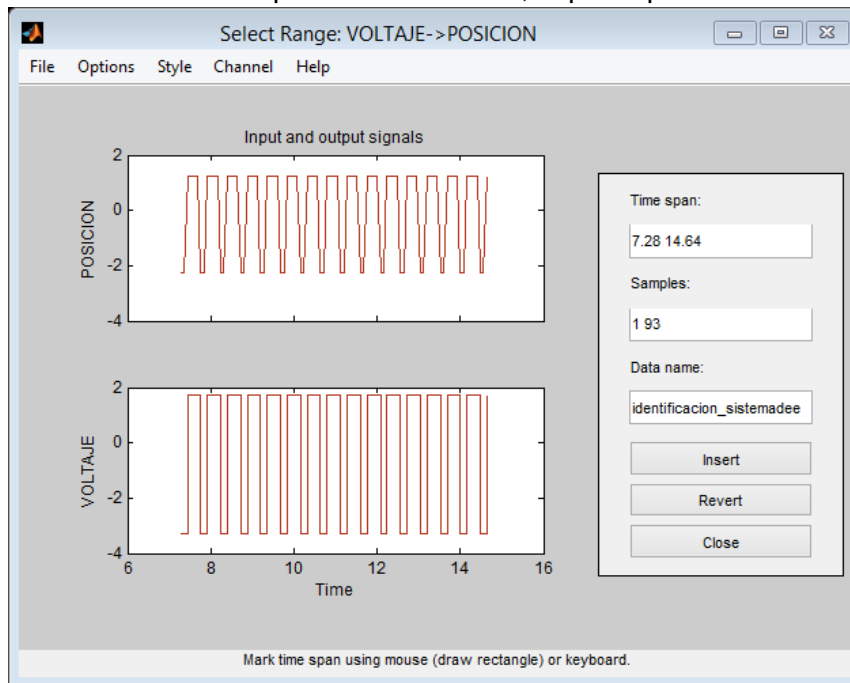 Select Range: VOLTAJE->POSICION
File Options Style Channel Help
Input and output signals
2
0
-2
-4
POSICION
2
0
-2
-4
VOLTAJE
6 8 10 12 14 16
Time
Time span:
7.28 14.64
Samples:
1 93
Data name:
identificacion_sistemadee
Insert
Revert
Close
Mark time span using mouse (draw rectangle) or keyboard.